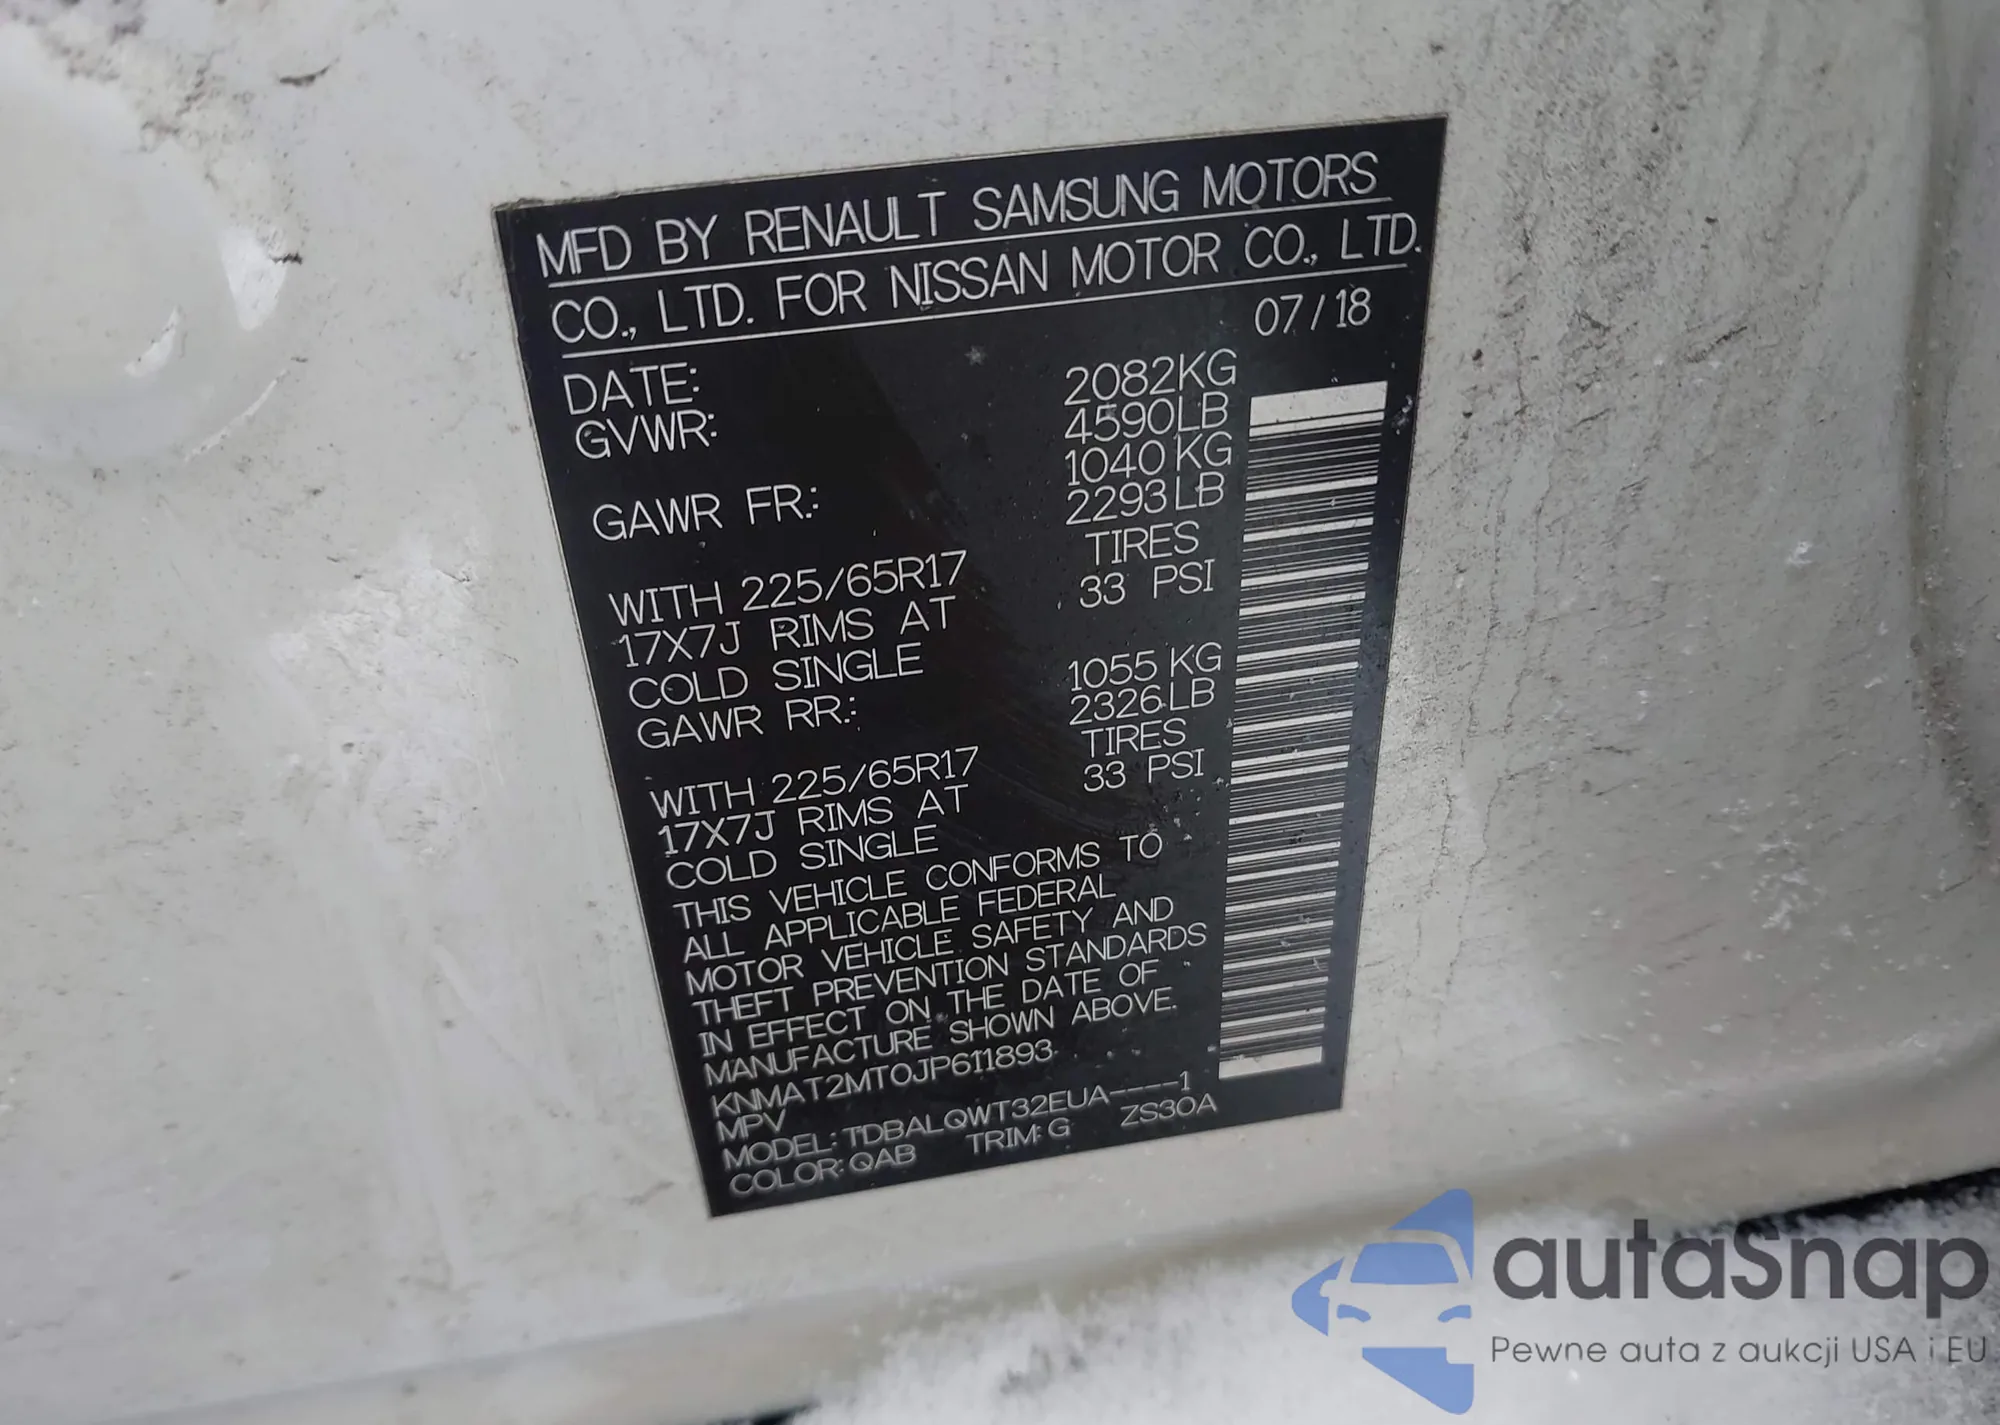 MFD BY RENAULT SAMSUNG MOTORS
CO., LTD. FOR NISSAN MOTOR CO., LTD.
DATE: 07/18
GVWR: 2082KG
4590LB
GAWR FR.: 1040KG
2293LB
WITH 225/65R17 TIRES
17X7J RIMS AT 33 PSI
COLD SINGLE
GAWR RR.: 1055 KG
2326LB
WITH 225/65R17 TIRES
17X7J RIMS AT 33 PSI
COLD SINGLE
THIS VEHICLE CONFORMS TO
ALL APPLICABLE FEDERAL
MOTOR VEHICLE SAFETY AND
THEFT PREVENTION STANDARDS
IN EFFECT ON THE DATE OF
MANUFACTURE SHOWN ABOVE.
KNMAT2MT0JP611893
MPV
MODEL: TDBALQWT32EUA----1
COLOR: QAB TRIM: G ZS30A
autaSnap
Pewne auta z aukcji USA i EU